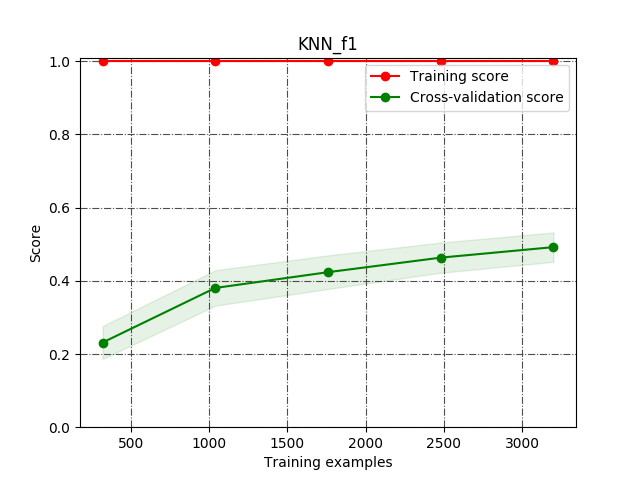 KNN_f1
Training score
Cross-validation score
1.0
0.8
0.6
0.4
0.2
0.0
Score
500 1000 1500 2000 2500 3000
Training examples